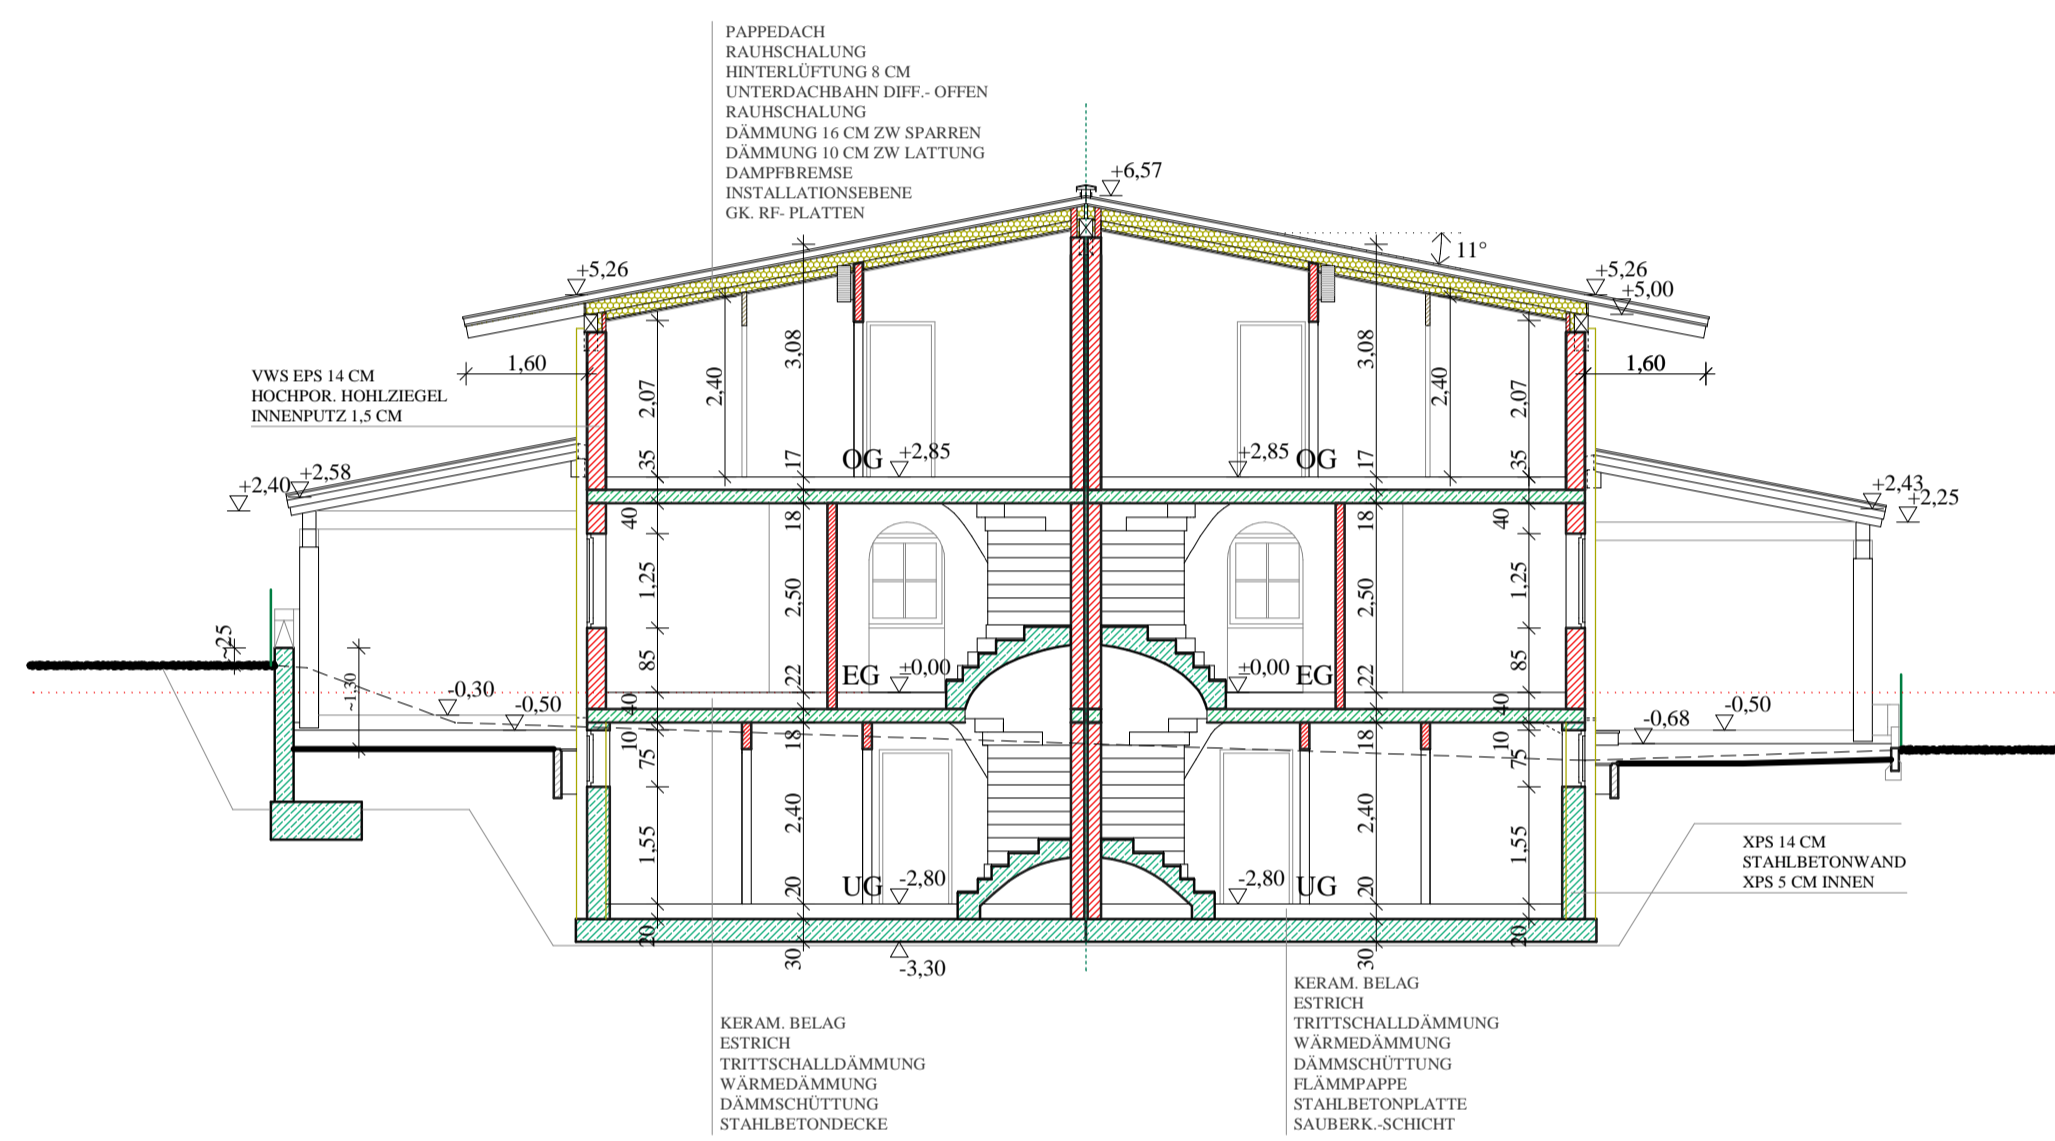 PAPPEDACH
RAUHSCHALUNG
HINTERLÜFTUNG 8 CM
UNTERDACHBAHN DIFF.- OFFEN
RAUHSCHALUNG
DÄMMUNG 16 CM ZW SPARREN
DÄMMUNG 10 CM ZW LATTUNG
DAMPFBREMSE
INSTALLATIONSEBENE
GK. RF- PLATTEN
+6,57
11°
+5,26
+5,26
+5,00
1,60
1,60
VWS EPS 14 CM
HOCHPOR. HOHLZIEGEL
INNENPUTZ 1,5 CM
2,07
2,40
3,08
3,08
2,40
2,07
35
17
OG
+2,85
+2,85
OG
17
35
+2,40
+2,58
+2,43
+2,25
40
18
18
40
1,25
2,50
2,50
1,25
~25
~1,30
85
22
EG
±0,00
±0,00
EG
22
85
-0,30
-0,50
40
40
-0,68
-0,50
10
18
18
10
75
2,40
2,40
75
1,55
1,55
XPS 14 CM
STAHLBETONWAND
XPS 5 CM INNEN
20
UG
-2,80
-2,80
UG
20
20
30
-3,30
30
20
KERAM. BELAG
ESTRICH
TRITTSCHALLDÄMMUNG
WÄRMEDÄMMUNG
DÄMMSCHÜTTUNG
STAHLBETONDECKE
KERAM. BELAG
ESTRICH
TRITTSCHALLDÄMMUNG
WÄRMEDÄMMUNG
DÄMMSCHÜTTUNG
FLÄMMPAPPE
STAHLBETONPLATTE
SAUBERK.-SCHICHT